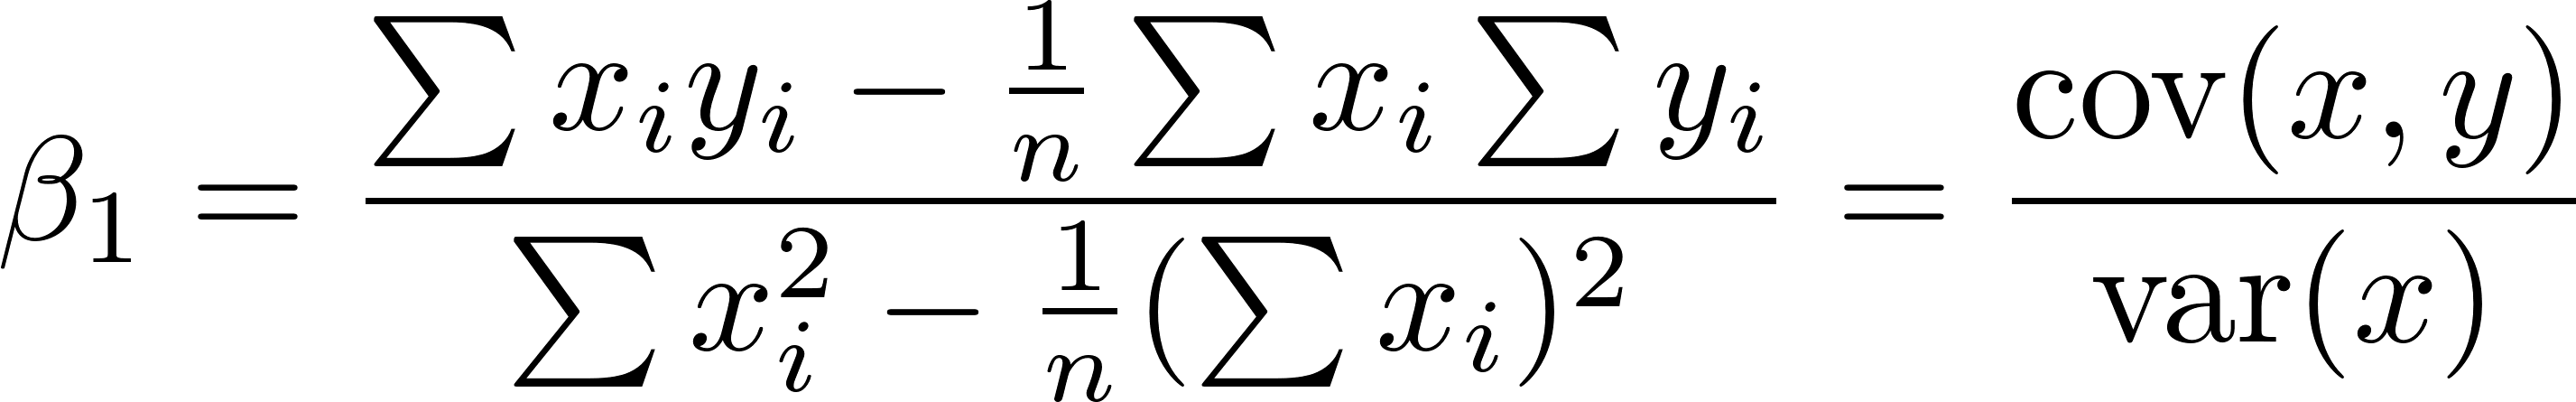 β₁ = (∑ xᵢyᵢ − (1/n) ∑ xᵢ ∑ yᵢ) / (∑ xᵢ² − (1/n)(∑ xᵢ)²) = cov(x, y) / var(x)